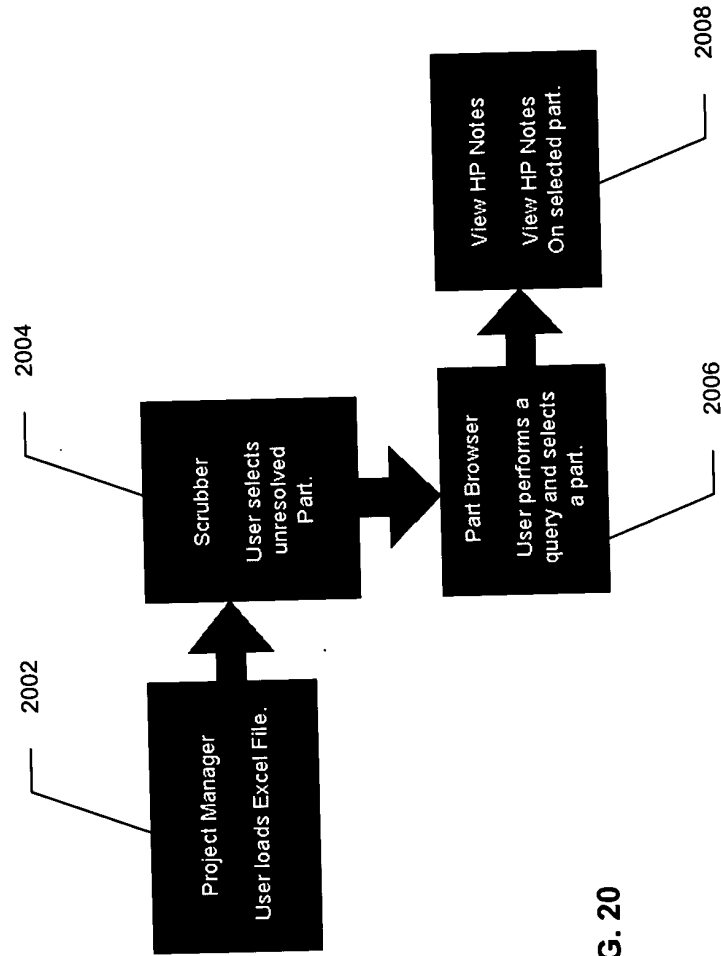 2002
Project Manager
User loads Excel File.
2004
Scrubber
User selects
unresolved
Part.
Part Browser
User performs a
query and selects
a part.
2006
View HP Notes
View HP Notes
On selected part.
2008
G. 20